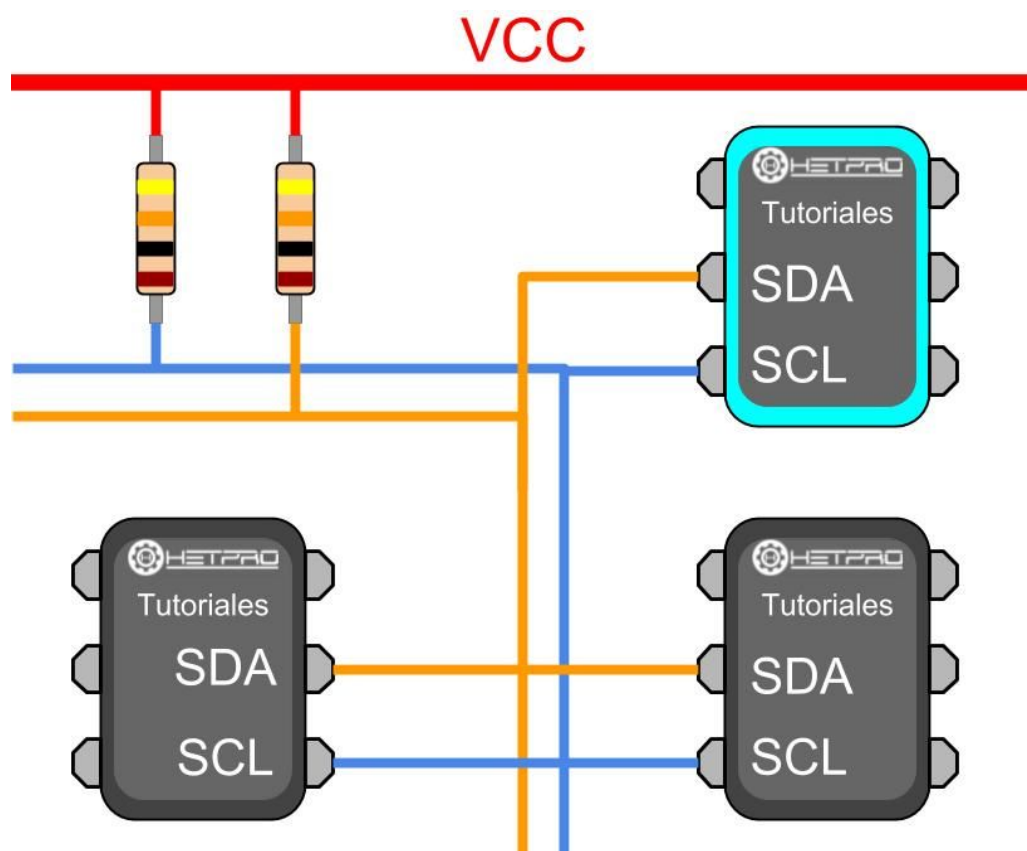 VCC
HETPRO
Tutoriales
SDA
SCL
HETPRO
Tutoriales
SDA
SCL
HETPRO
Tutoriales
SDA
SCL